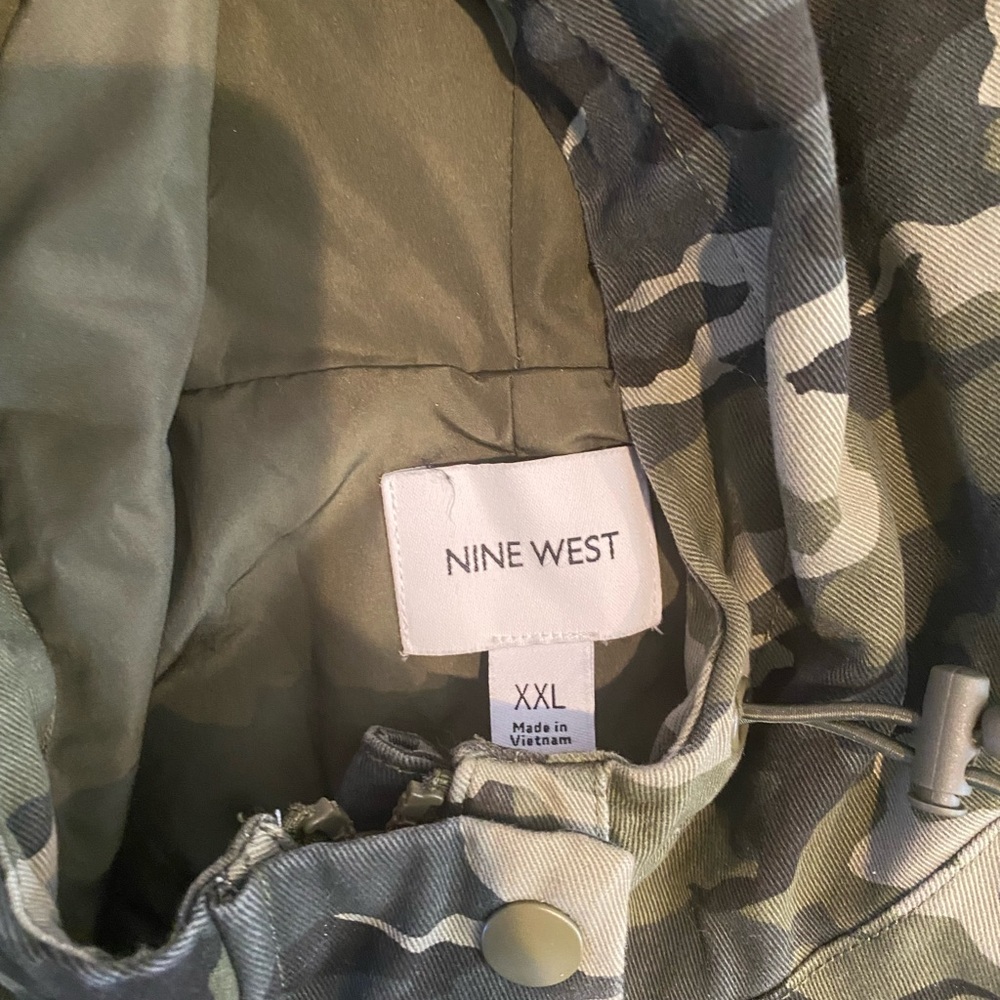 NINE WEST
XXL
Made in
Vietnam